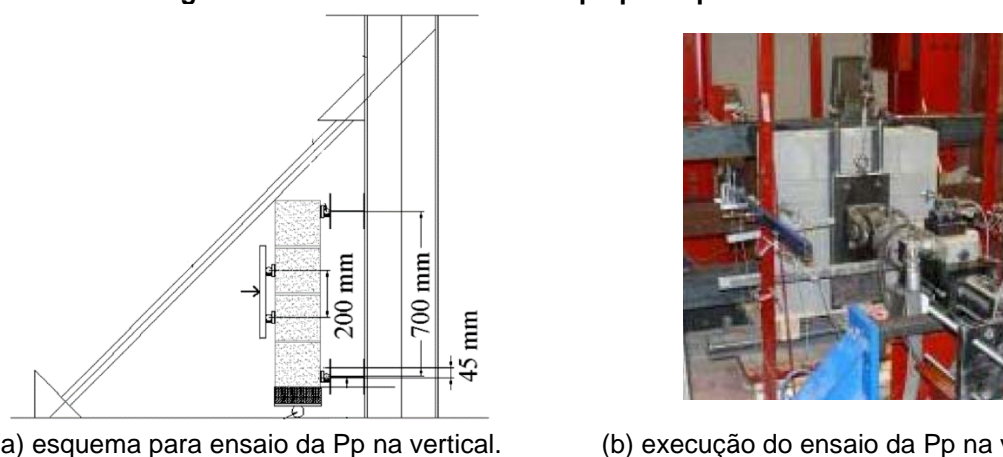 200 mm
700 mm
45 mm
a) esquema para ensaio da Pp na vertical.
(b) execução do ensaio da Pp na